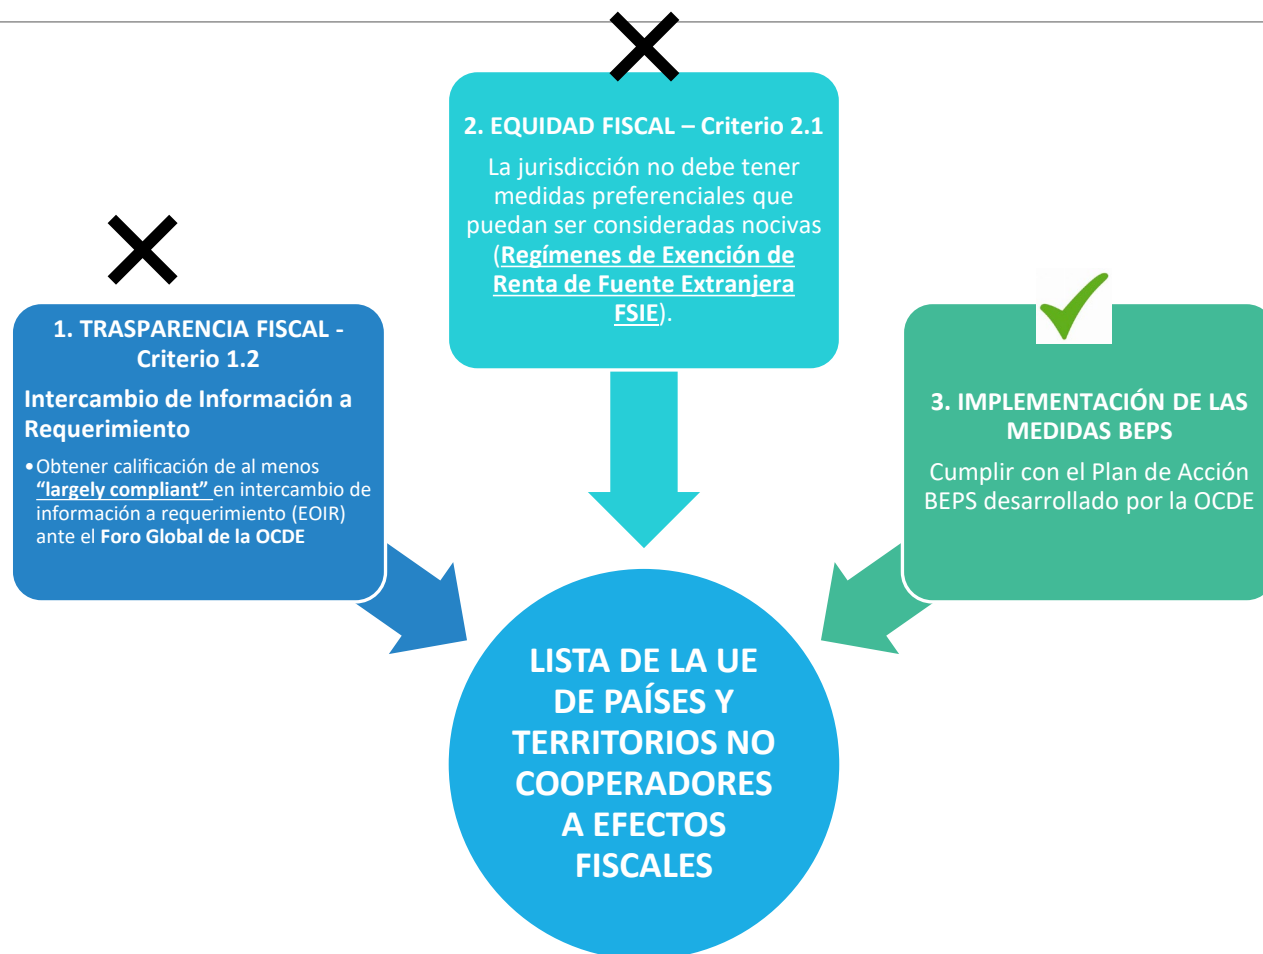 2. EQUIDAD FISCAL – Criterio 2.1
La jurisdicción no debe tener
medidas preferenciales que
puedan ser consideradas nocivas
(Regímenes de Exención de
Renta de Fuente Extranjera
FSIE).
1. TRASPARENCIA FISCAL -
Criterio 1.2
Intercambio de Información a
Requerimiento
•Obtener calificación de al menos
“largely compliant” en intercambio de
información a requerimiento (EOIR)
ante el Foro Global de la OCDE
3. IMPLEMENTACIÓN DE LAS
MEDIDAS BEPS
Cumplir con el Plan de Acción
BEPS desarrollado por la OCDE
LISTA DE LA UE
DE PAÍSES Y
TERRITORIOS NO
COOPERADORES
A EFECTOS
FISCALES